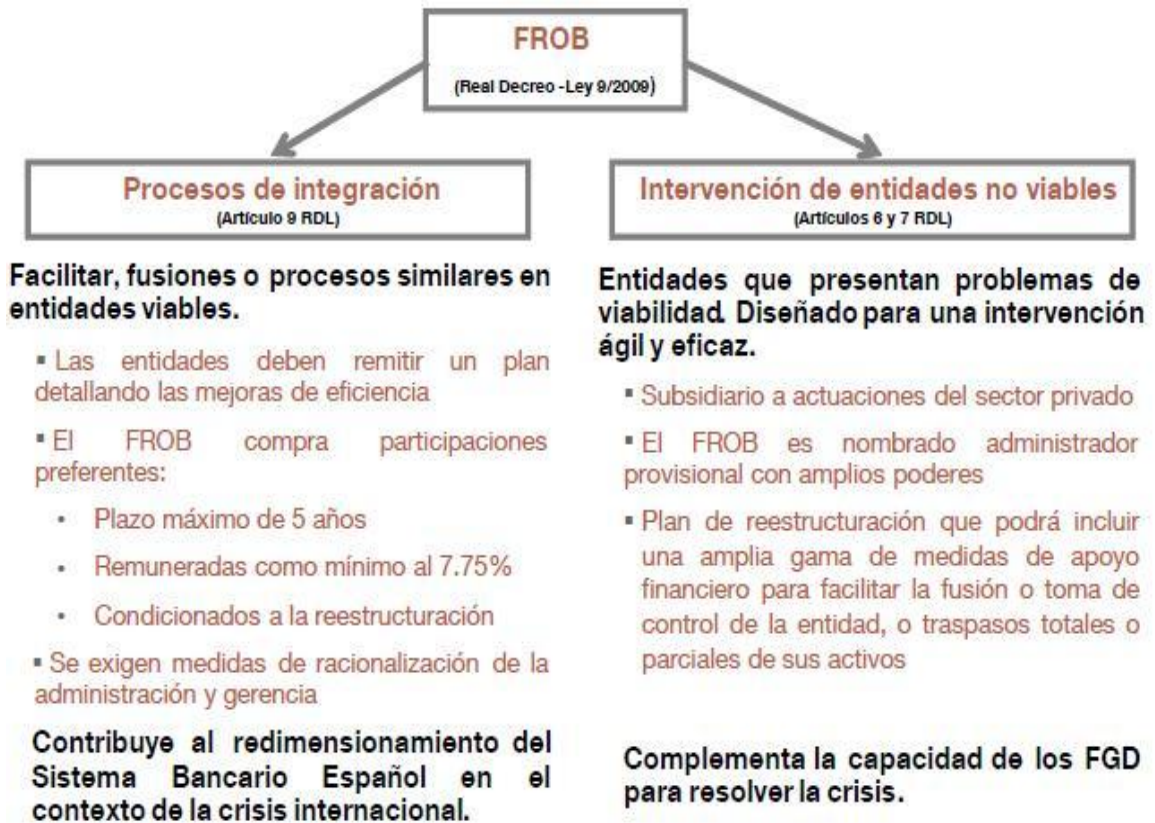 FROB
(Real Decreo -Ley 9/2009)
Procesos de integración
(Artículo 9 RDL)
Facilitar, fusiones o procesos similares en
entidades viables.
▪ Las entidades deben remitir un plan
detallando las mejoras de eficiencia
▪ El FROB compra participaciones
preferentes:
• Plazo máximo de 5 años
• Remuneradas como mínimo al 7.75%
• Condicionados a la reestructuración
▪ Se exigen medidas de racionalización de la
administración y gerencia
Contribuye al redimensionamiento del
Sistema Bancario Español en el
contexto de la crisis internacional.
Intervención de entidades no viables
(Artículos 6 y 7 RDL)
Entidades que presentan problemas de
viabilidad. Diseñado para una intervención
ágil y eficaz.
▪ Subsidiario a actuaciones del sector privado
▪ El FROB es nombrado administrador
provisional con amplios poderes
▪ Plan de reestructuración que podrá incluir
una amplia gama de medidas de apoyo
financiero para facilitar la fusión o toma de
control de la entidad, o traspasos totales o
parciales de sus activos
Complementa la capacidad de los FGD
para resolver la crisis.